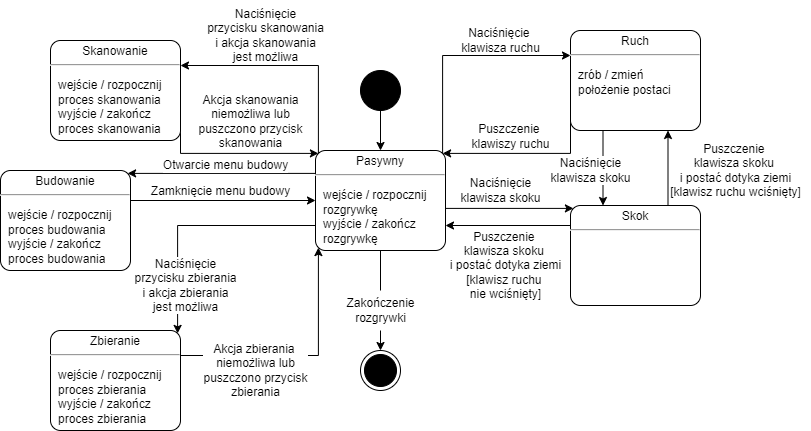 Naciśnięcie
przycisku skanowania
i akcja skanowania
jest możliwa
Skanowanie
wejście / rozpocznij
proces skanowania
wyjście / zakończ
proces skanowania
Akcja skanowania
niemożliwa lub
puszczono przycisk
skanowania
Naciśnięcie
klawisza ruchu
Ruch
zrób / zmień
położenie postaci
Puszczenie
klawiszy ruchu
Naciśnięcie
klawisza skoku
Puszczenie
klawisza skoku
i postać dotyka ziemi
[klawisz ruchu wciśnięty]
Otwarcie menu budowy
Pasywny
wejście / rozpocznij
rozgrywkę
wyjście / zakończ
rozgrywkę
Budowanie
wejście / rozpocznij
proces budowania
wyjście / zakończ
proces budowania
Zamknięcie menu budowy
Naciśnięcie
klawisza skoku
Skok
Puszczenie
klawisza skoku
i postać dotyka ziemi
[klawisz ruchu
nie wciśnięty]
Naciśnięcie
przycisku zbierania
i akcja zbierania
jest możliwa
Zakończenie
rozgrywki
Zbieranie
wejście / rozpocznij
proces zbierania
wyjście / zakończ
proces zbierania
Akcja zbierania
niemożliwa lub
puszczono przycisk
zbierania